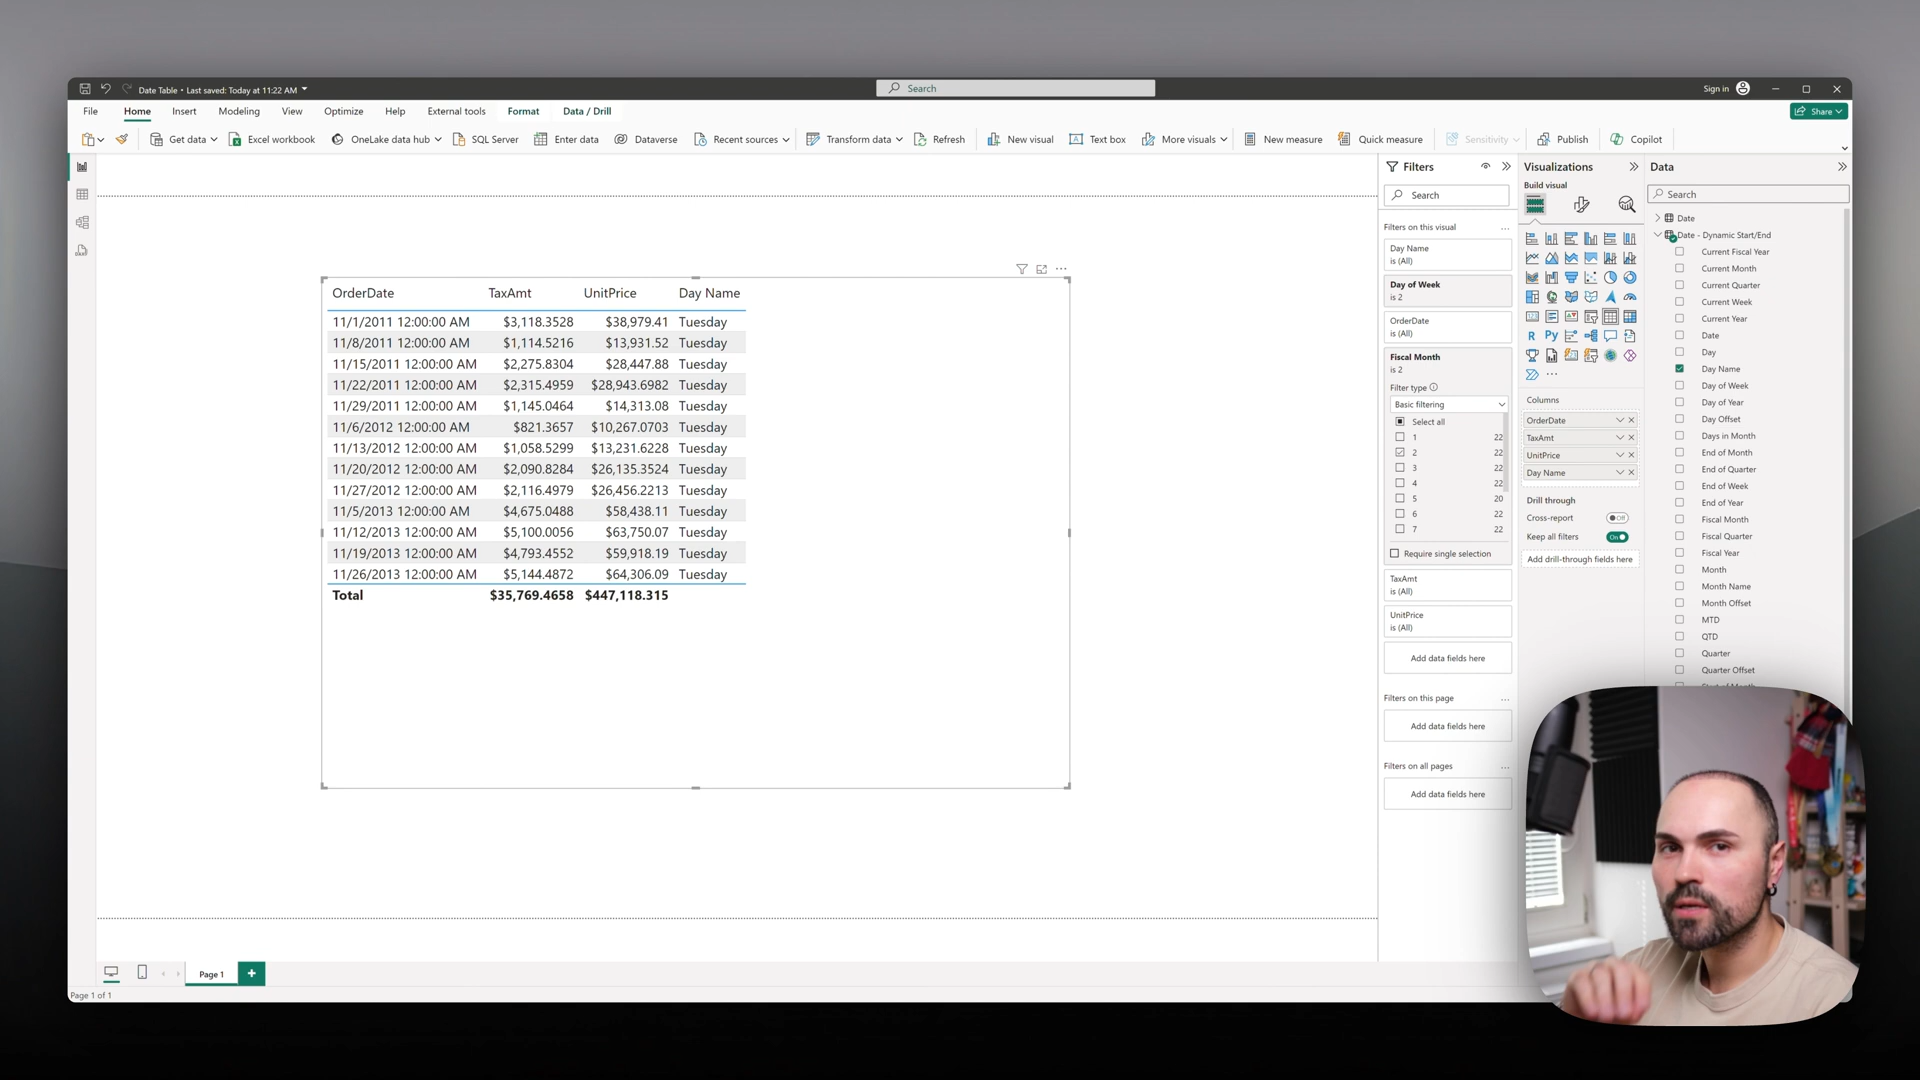 Date Table • Last saved: Today at 11:22 AM
Search
Sign in
File Home Insert Modeling View Optimize Help External tools Format Data / Drill
Share
Get data Excel workbook OneLake data hub SQL Server Enter data Dataverse Recent sources Transform data Refresh New visual Text box More visuals New measure Quick measure Sensitivity Publish Copilot
OrderDate TaxAmt UnitPrice Day Name
11/1/2011 12:00:00 AM $3,118.3528 $38,979.41 Tuesday
11/8/2011 12:00:00 AM $1,114.5216 $13,931.52 Tuesday
11/15/2011 12:00:00 AM $2,275.8304 $28,447.88 Tuesday
11/22/2011 12:00:00 AM $2,315.4959 $28,943.6982 Tuesday
11/29/2011 12:00:00 AM $1,145.0464 $14,313.08 Tuesday
11/6/2012 12:00:00 AM $821.3657 $10,267.0703 Tuesday
11/13/2012 12:00:00 AM $1,058.5299 $13,231.6228 Tuesday
11/20/2012 12:00:00 AM $2,090.8284 $26,135.3524 Tuesday
11/27/2012 12:00:00 AM $2,116.4979 $26,456.2213 Tuesday
11/5/2013 12:00:00 AM $4,675.0488 $58,438.11 Tuesday
11/12/2013 12:00:00 AM $5,100.0056 $63,750.07 Tuesday
11/19/2013 12:00:00 AM $4,793.4552 $59,918.19 Tuesday
11/26/2013 12:00:00 AM $5,144.4872 $64,306.09 Tuesday
Total $35,769.4658 $447,118.315
Filters
Search
Filters on this visual
Day Name
is (All)
Day of Week
is 2
OrderDate
is (All)
Fiscal Month
is 2
Filter type
Basic filtering
Select all
1 22
2 22
3 22
4 22
5 20
6 22
7 22
Require single selection
TaxAmt
is (All)
UnitPrice
is (All)
Add data fields here
Filters on this page
Add data fields here
Filters on all pages
Add data fields here
Visualizations
Build visual
R Py
Columns
OrderDate
TaxAmt
UnitPrice
Day Name
Drill through
Cross-report Off
Keep all filters On
Add drill-through fields here
Data
Search
Date
Date - Dynamic Start/End
Current Fiscal Year
Current Month
Current Quarter
Current Week
Current Year
Date
Day
Day Name
Day of Week
Day of Year
Day Offset
Days in Month
End of Month
End of Quarter
End of Week
End of Year
Fiscal Month
Fiscal Quarter
Fiscal Year
Month
Month Name
Month Offset
MTD
QTD
Quarter
Quarter Offset
Page 1
Page 1 of 1